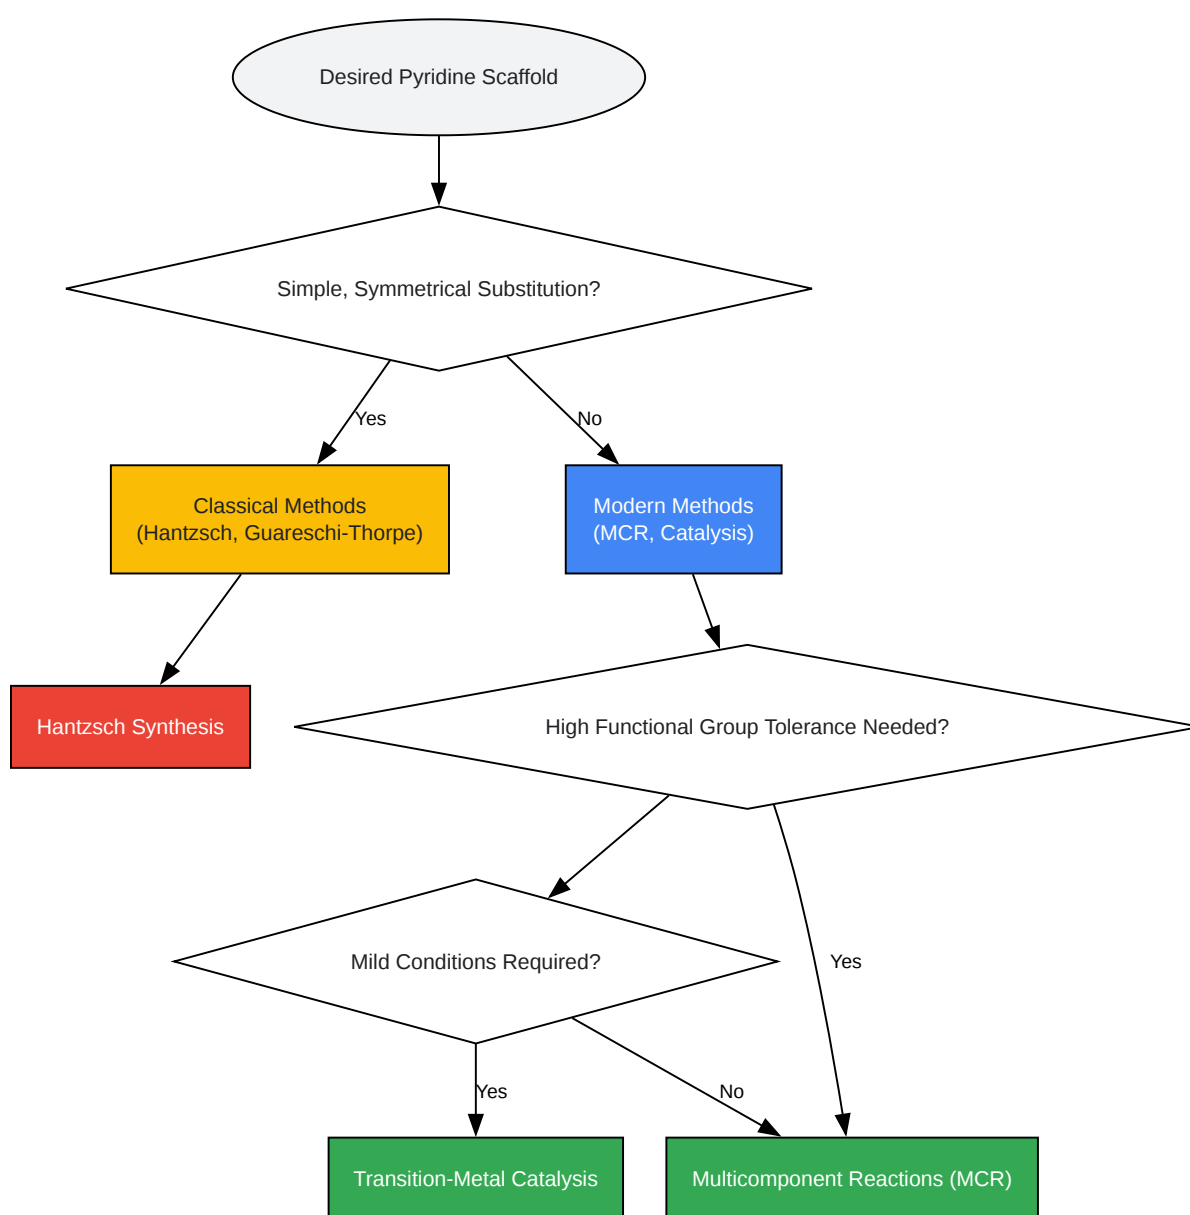 Desired Pyridine Scaffold
Simple, Symmetrical Substitution?
Yes
No
Classical Methods
(Hantzsch, Guareschi-Thorpe)
Modern Methods
(MCR, Catalysis)
Hantzsch Synthesis
High Functional Group Tolerance Needed?
Mild Conditions Required?
Yes
Yes
No
Transition-Metal Catalysis
Multicomponent Reactions (MCR)